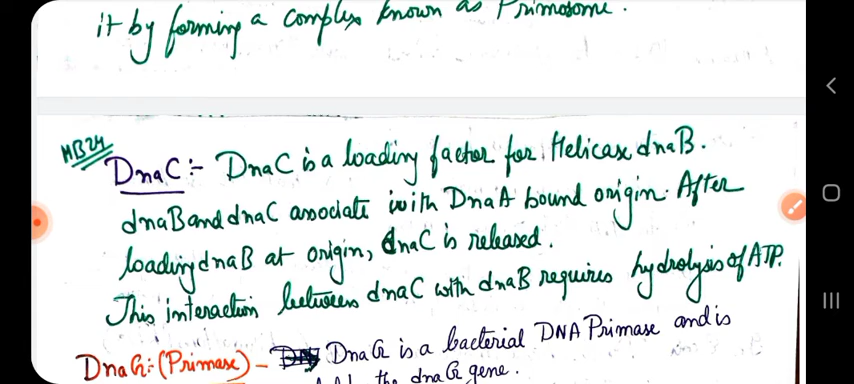 it by forming a complex known as Primosome.
MB24
DnaC :- DnaC is a loading factor for Helicase dnaB.
dnaB and dnaC associate with DnaA bound origin. After
loading dnaB at origin, dnaC is released.
This interaction between dnaC with dnaB requires hydrolysis of ATP.
DnaG :- (Primase) - DnaG is a bacterial DNA Primase and is
the dnaG gene.